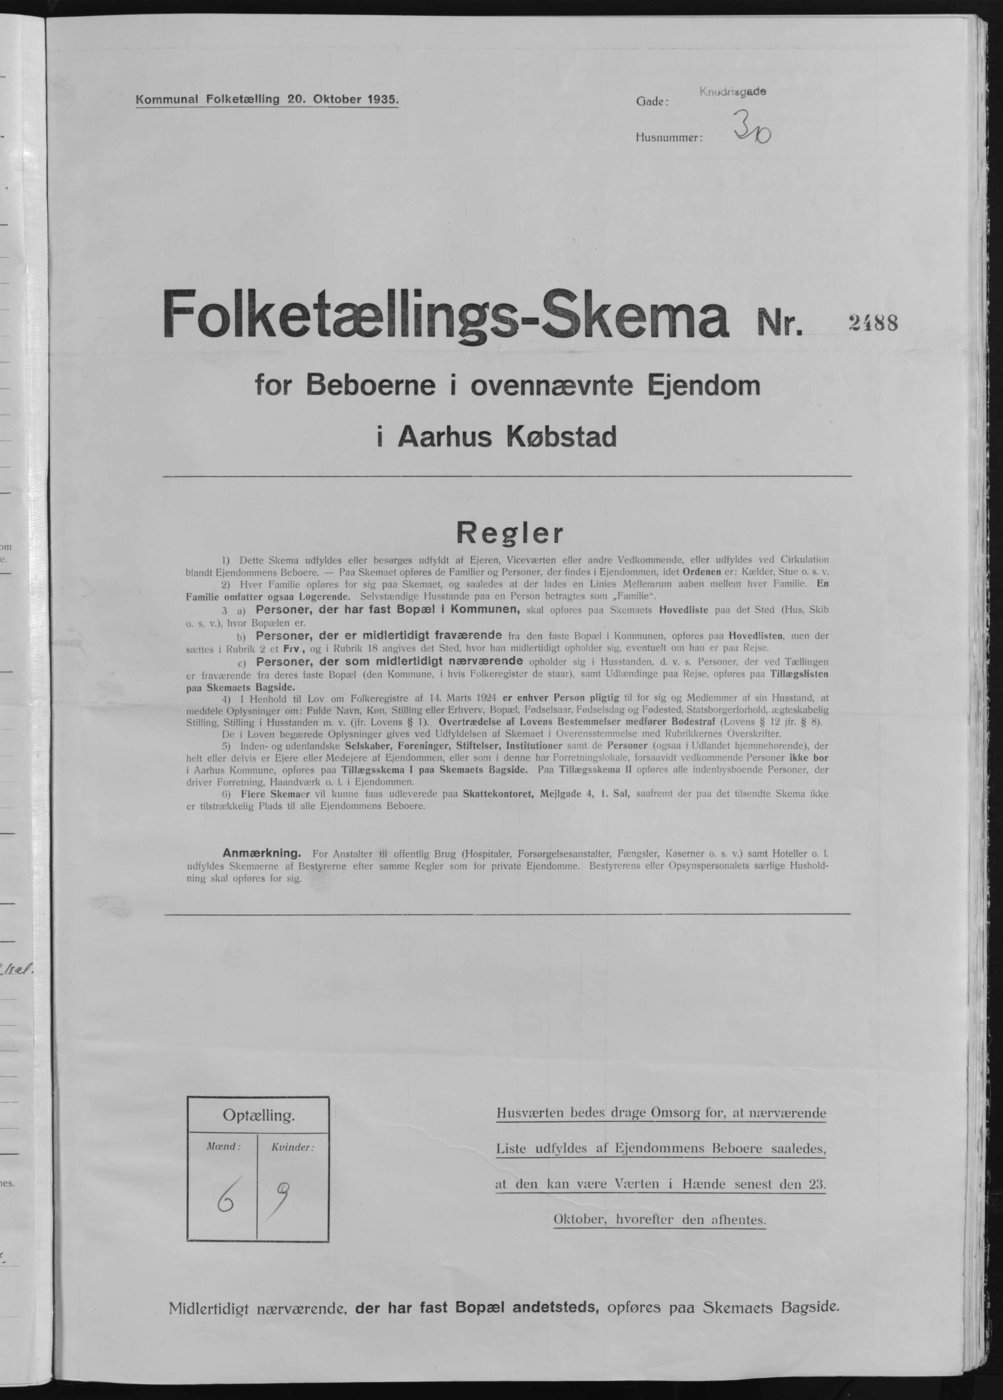 Kommunal Folketælling 20. Oktober 1935.
Gade: Knudrisgade
Husnummer: 30
Folketællings-Skema Nr. 2488
for Beboerne i ovennævnte Ejendom
i Aarhus Købstad
Regler
1) Dette Skema udfyldes eller besørges udfyldt af Ejeren, Viceværten eller andre Vedkommende, eller udfyldes ved Cirkulation
blandt Ejendommens Beboere. — Paa Skemaet opføres de Familier og Personer, der findes i Ejendommen, idet Ordenen er: Kælder, Stue o. s. v.
2) Hver Familie opføres for sig paa Skemaet, og saaledes at der lades en Linies Mellemrum aaben mellem hver Familie. En
Familie omfatter ogsaa Logerende. Selvstændige Husstande paa en Person betragtes som „Familie“.
3 a) Personer, der har fast Bopæl i Kommunen, skal opføres paa Skemaets Hovedliste paa det Sted (Hus, Skib
o. s. v.), hvor Bopælen er.
b) Personer, der er midlertidigt fraværende fra den faste Bopæl i Kommunen, opføres paa Hovedlisten, men der
sættes i Rubrik 2 et Frv., og i Rubrik 18 angives det Sted, hvor han midlertidigt opholder sig, eventuelt om han er paa Rejse.
c) Personer, der som midlertidigt nærværende opholder sig i Husstanden, d. v. s. Personer, der ved Tællingen
er fraværende fra deres faste Bopæl (den Kommune, i hvis Folkeregister de staar), samt Udlændinge paa Rejse, opføres paa Tillægslisten
paa Skemaets Bagside.
4) I Henhold til Lov om Folkeregistre af 14. Marts 1924 er enhver Person pligtig til for sig og Medlemmer af sin Husstand, at
meddele Oplysninger om: Fulde Navn, Køn, Stilling eller Erhverv, Bopæl, Fødselsaar, Fødselsdag og Fødested, Statsborgerforhold, ægteskabelig
Stilling, Stilling i Husstanden m. v. (jfr. Lovens § 1). Overtrædelse af Lovens Bestemmelser medfører Bødestraf (Lovens § 12 jfr. § 8).
De i Loven begærede Oplysninger gives ved Udfyldelsen af Skemaet i Overensstemmelse med Rubrikkernes Overskrifter.
5) Inden- og udenlandske Selskaber, Foreninger, Stiftelser, Institutioner samt de Personer (ogsaa i Udlandet hjemmehørende), der
helt eller delvis er Ejere eller Medejere af Ejendommen, eller som i denne har Forretningslokale, forsaavidt vedkommende Personer ikke bor
i Aarhus Kommune, opføres paa Tillægsskema I paa Skemaets Bagside. Paa Tillægsskema II opføres alle indenbysboende Personer, der
driver Forretning, Haandværk o. l. i Ejendommen.
6) Flere Skemaer vil kunne faas udleverede paa Skattekontoret, Mejlgade 4, 1. Sal, saafremt der paa det tilsendte Skema ikke
er tilstrækkelig Plads til alle Ejendommens Beboere.
Anmærkning. For Anstalter til offentlig Brug (Hospitaler, Forsørgelsesanstalter, Fængsler, Kaserner o. s. v.) samt Hoteller o. l.
udfyldes Skemaerne af Bestyrerne efter samme Regler som for private Ejendomme. Bestyrerens eller Opsynspersonalets særlige Hushold-
ning skal opføres for sig.
Optælling.
Mænd: Kvinder:
6 9
Husværten bedes drage Omsorg for, at nærværende
Liste udfyldes af Ejendommens Beboere saaledes,
at den kan være Værten i Hænde senest den 23.
Oktober, hvorefter den afhentes.
Midlertidigt nærværende, der har fast Bopæl andetsteds, opføres paa Skemaets Bagside.